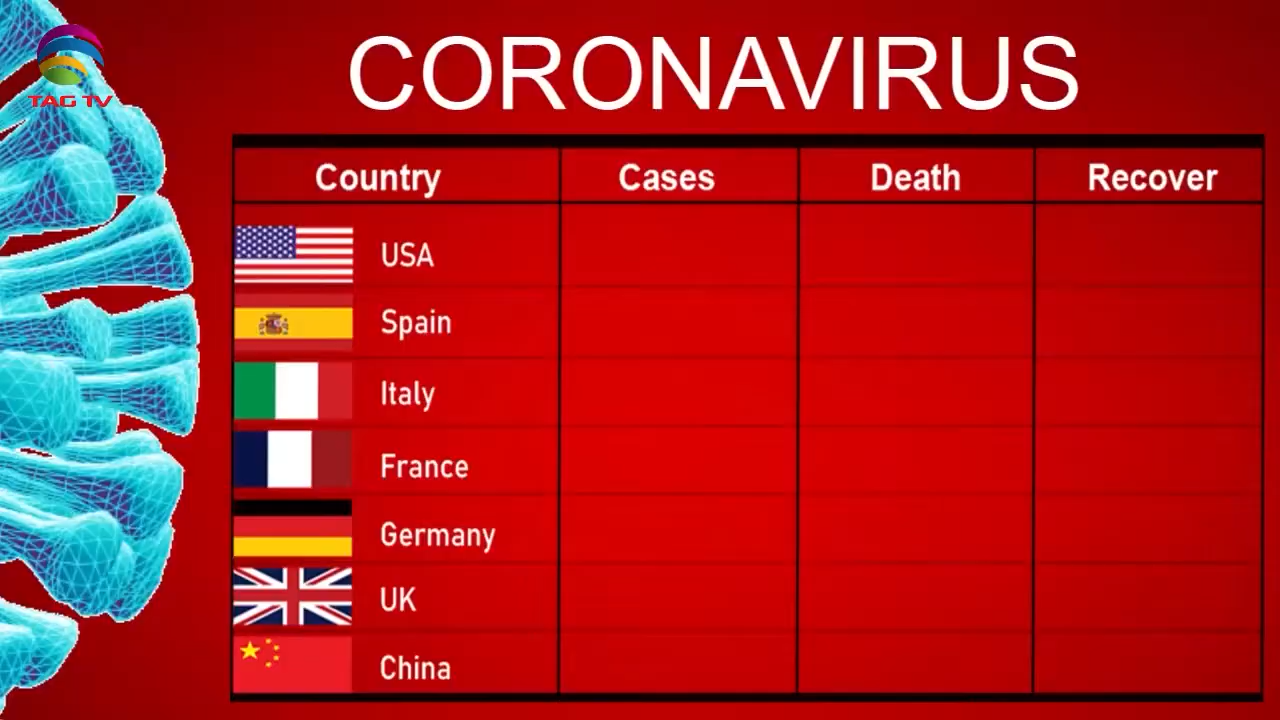 TAG TV
CORONAVIRUS
Country Cases Death Recover
USA
Spain
Italy
France
Germany
UK
China